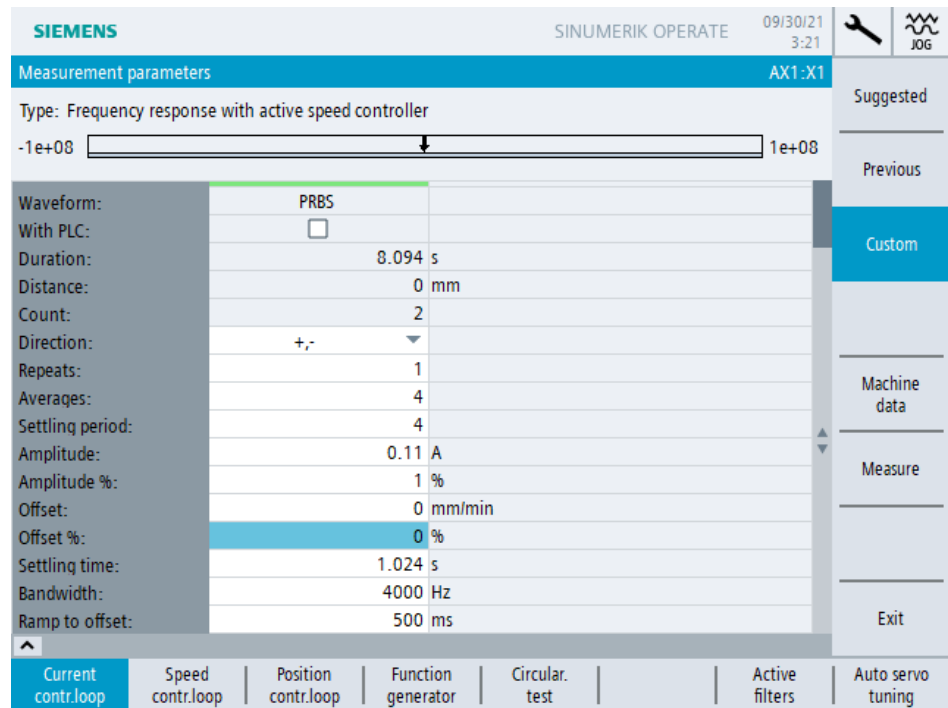 SIEMENS
SINUMERIK OPERATE
09/30/21
3:21
JOG
Measurement parameters AX1:X1
Type: Frequency response with active speed controller
-1e+08 1e+08
Waveform: PRBS
With PLC:
Duration: 8.094 s
Distance: 0 mm
Count: 2
Direction: +,-
Repeats: 1
Averages: 4
Settling period: 4
Amplitude: 0.11 A
Amplitude %: 1 %
Offset: 0 mm/min
Offset %: 0 %
Settling time: 1.024 s
Bandwidth: 4000 Hz
Ramp to offset: 500 ms
Suggested
Previous
Custom
Machine
data
Measure
Exit
Current
contr.loop
Speed
contr.loop
Position
contr.loop
Function
generator
Circular.
test
Active
filters
Auto servo
tuning